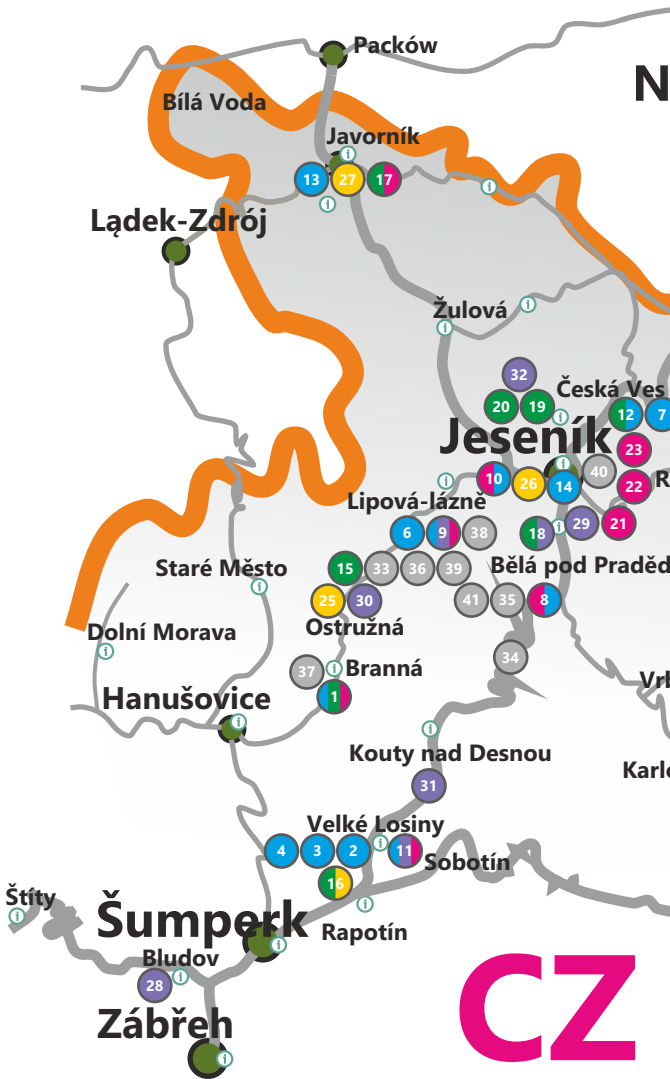 Packów
N
Bílá Voda
Javorník
13 27 17
Lądek-Zdrój
Žulová
32
Česká Ves
20 19
12 7
Jeseník
23
10 26 14 40
22 R
Lipová-lázně
6 9 38
18 29 21
15 33 36 39
Bělá pod Praděd
Staré Město
25 30
41 35 8
Ostružná
Dolní Morava
34
37 Branná
1
Vrb
Hanušovice
Kouty nad Desnou
Karlo
31
Velké Losiny
4 3 2 11
Sobotín
16
Štíty
Šumperk
Rapotín
Bludov
28
CZ
Zábřeh